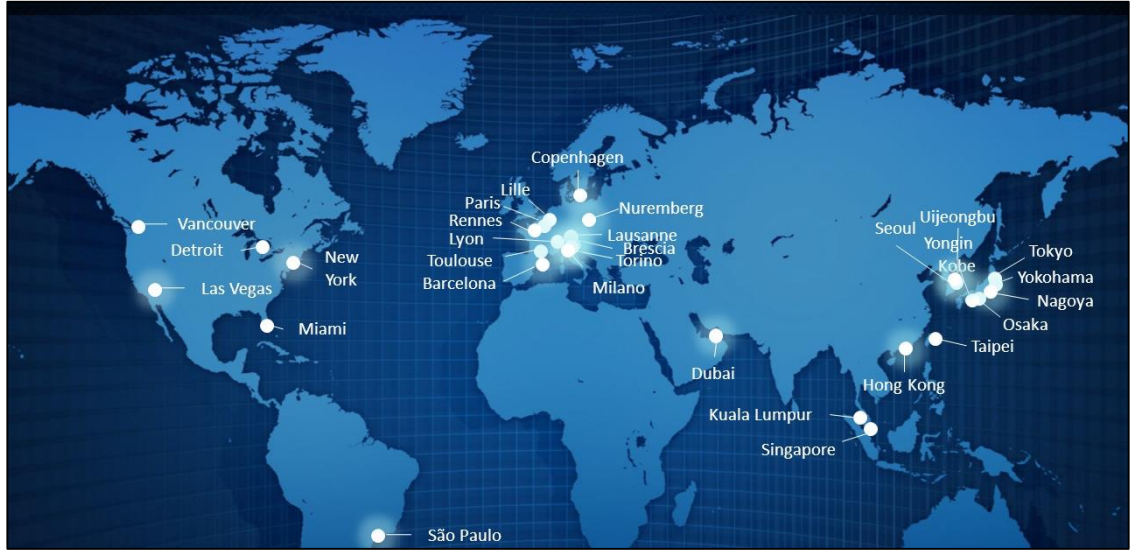 Copenhagen
Lille
Paris
Rennes
Lyon
Toulouse
Barcelona
Nuremberg
Lausanne
Brescia
Torino
Milano
Vancouver
Detroit
New
York
Las Vegas
Miami
São Paulo
Dubai
Uijeongbu
Seoul
Yongin
Kobe
Tokyo
Yokohama
Nagoya
Osaka
Taipei
Hong Kong
Kuala Lumpur
Singapore